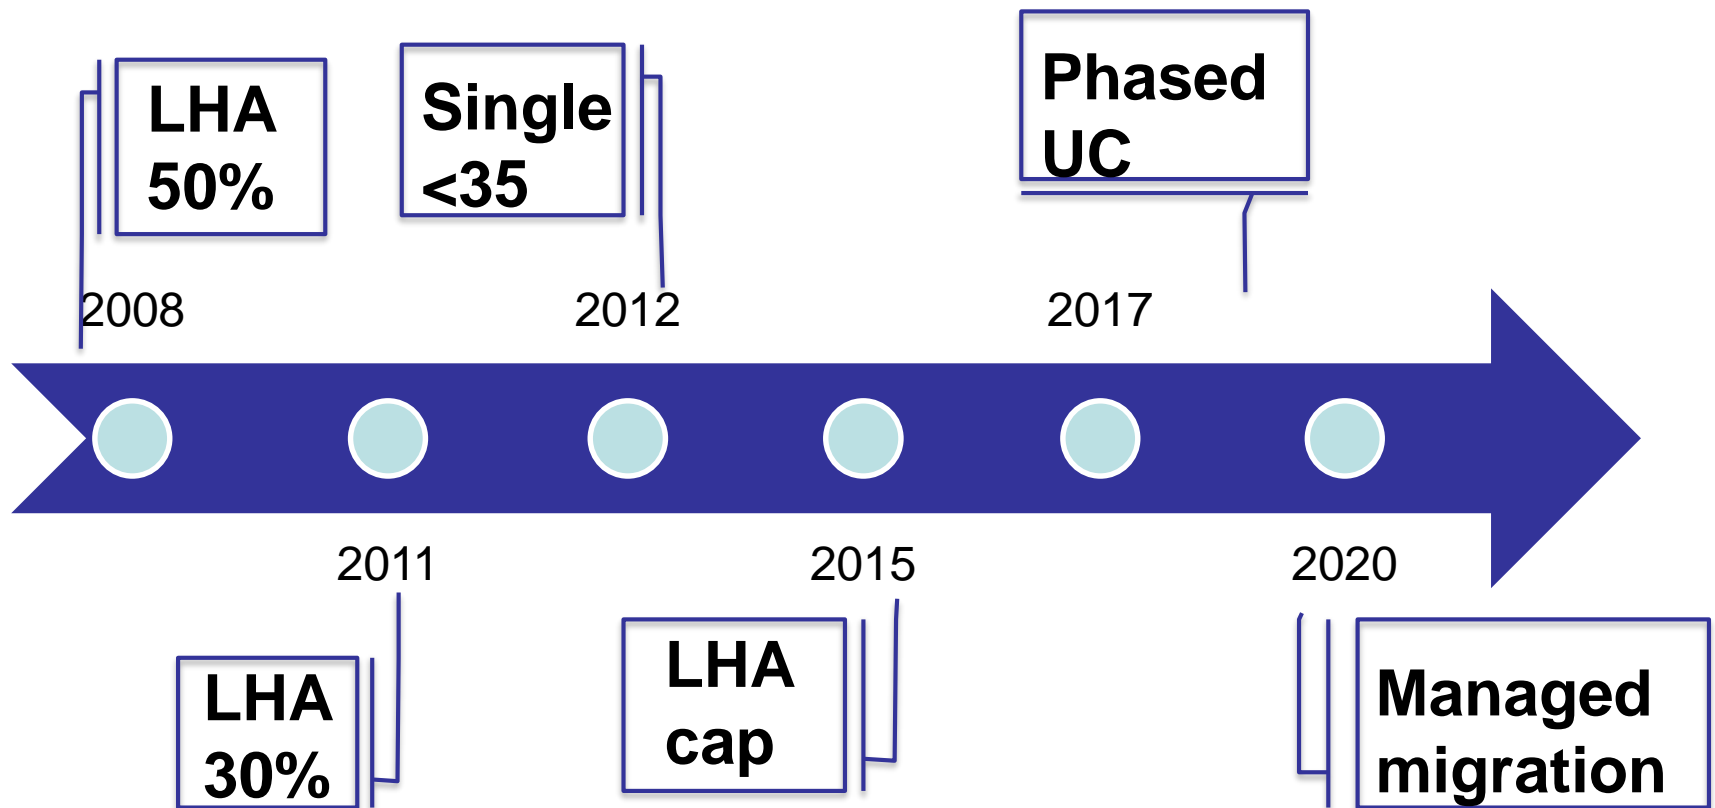 LHA
50%
Single
<35
Phased
UC
2008
2012
2017
2011
2015
2020
LHA
30%
LHA
cap
Managed
migration